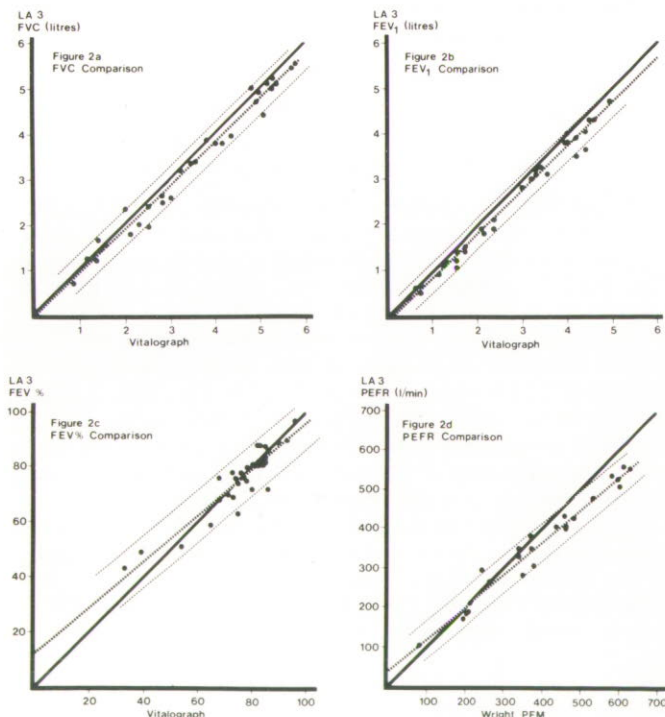 LA 3
FVC (litres)
Figure 2a
FVC Comparison
6
5
4
3
2
1
1 2 3 4 5 6
Vitalograph
LA 3
FEV1 (litres)
Figure 2b
FEV1 Comparison
6
5
4
3
2
1
1 2 3 4 5 6
Vitalograph
LA 3
FEV %
Figure 2c
FEV% Comparison
100
80
60
40
20
20 40 60 80 100
Vitalograph
LA 3
PEFR (l/min)
Figure 2d
PEFR Comparison
700
600
500
400
300
200
100
100 200 300 400 500 600 700
Wright PFM